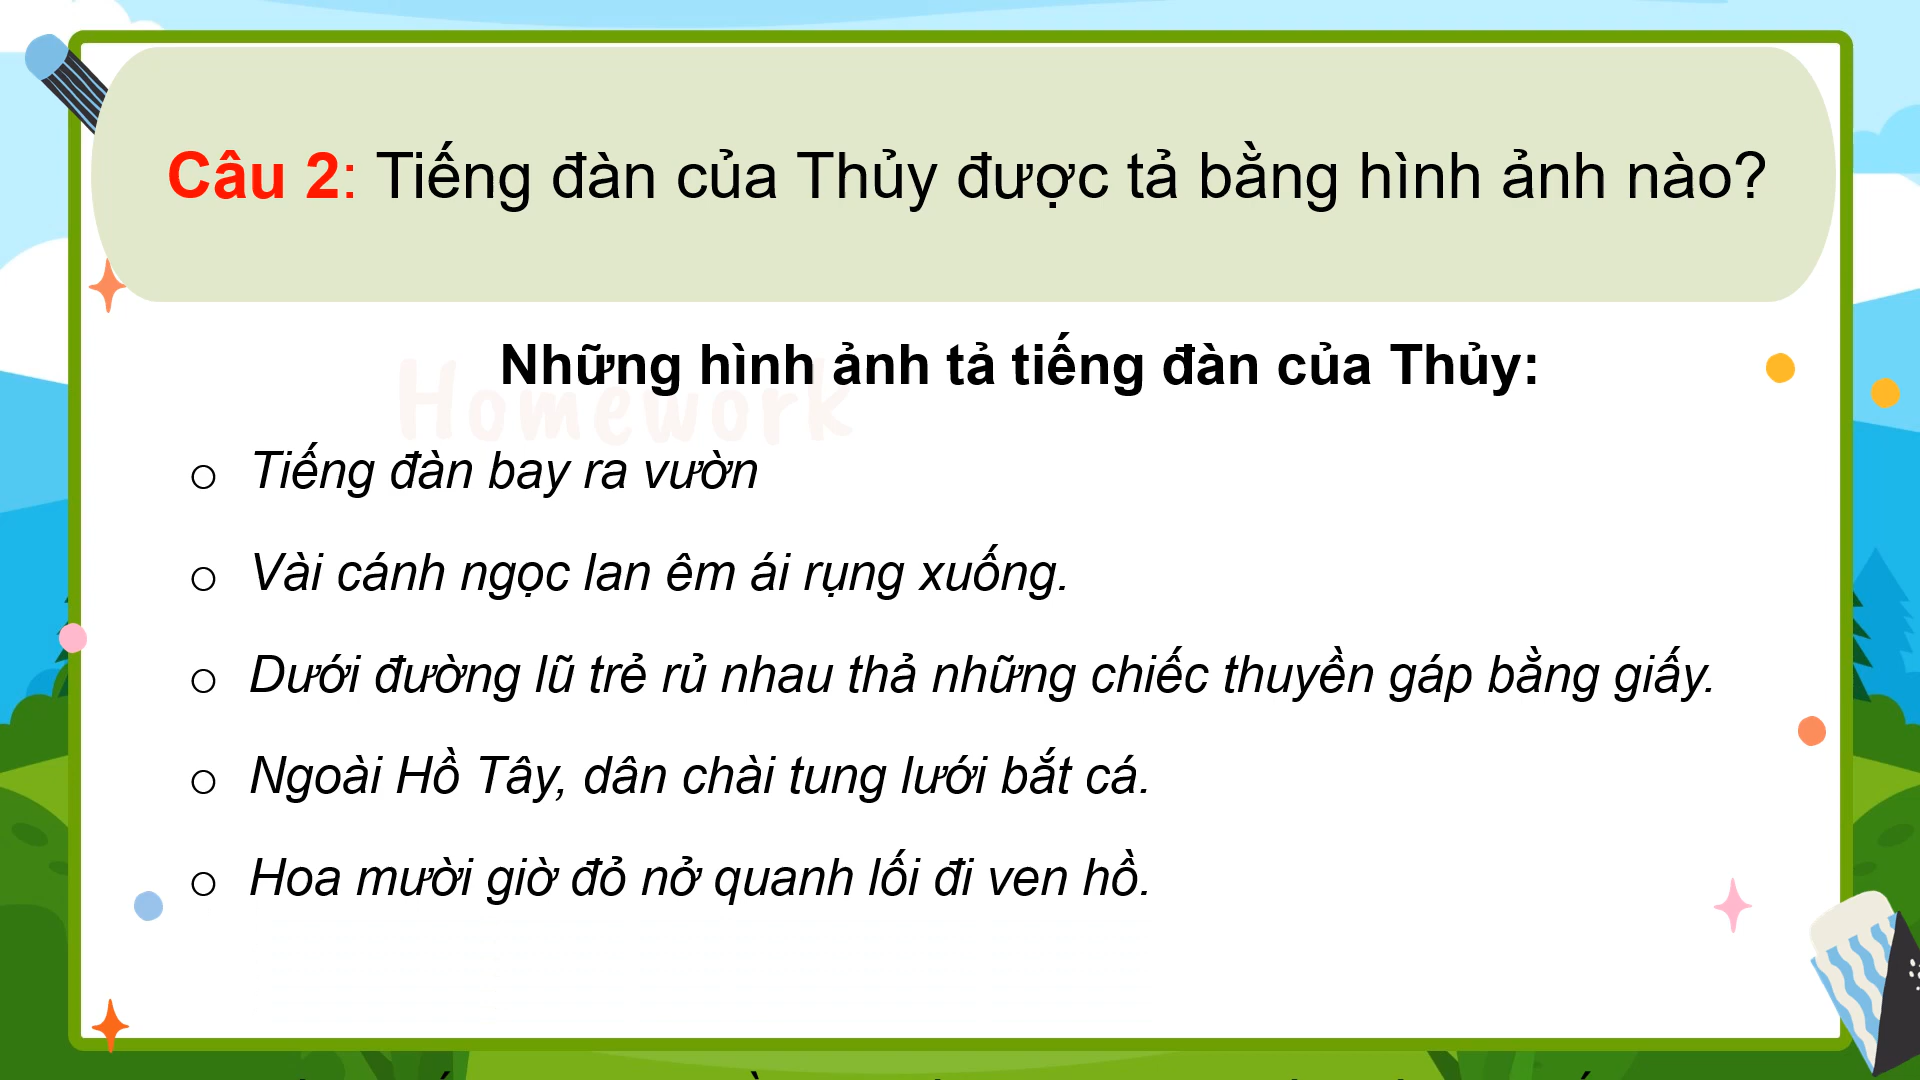 Câu 2: Tiếng đàn của Thủy được tả bằng hình ảnh nào?
Homework
Những hình ảnh tả tiếng đàn của Thủy:
o Tiếng đàn bay ra vườn
o Vài cánh ngọc lan êm ái rụng xuống.
o Dưới đường lũ trẻ rủ nhau thả những chiếc thuyền gáp bằng giấy.
o Ngoài Hồ Tây, dân chài tung lưới bắt cá.
o Hoa mười giờ đỏ nở quanh lối đi ven hồ.